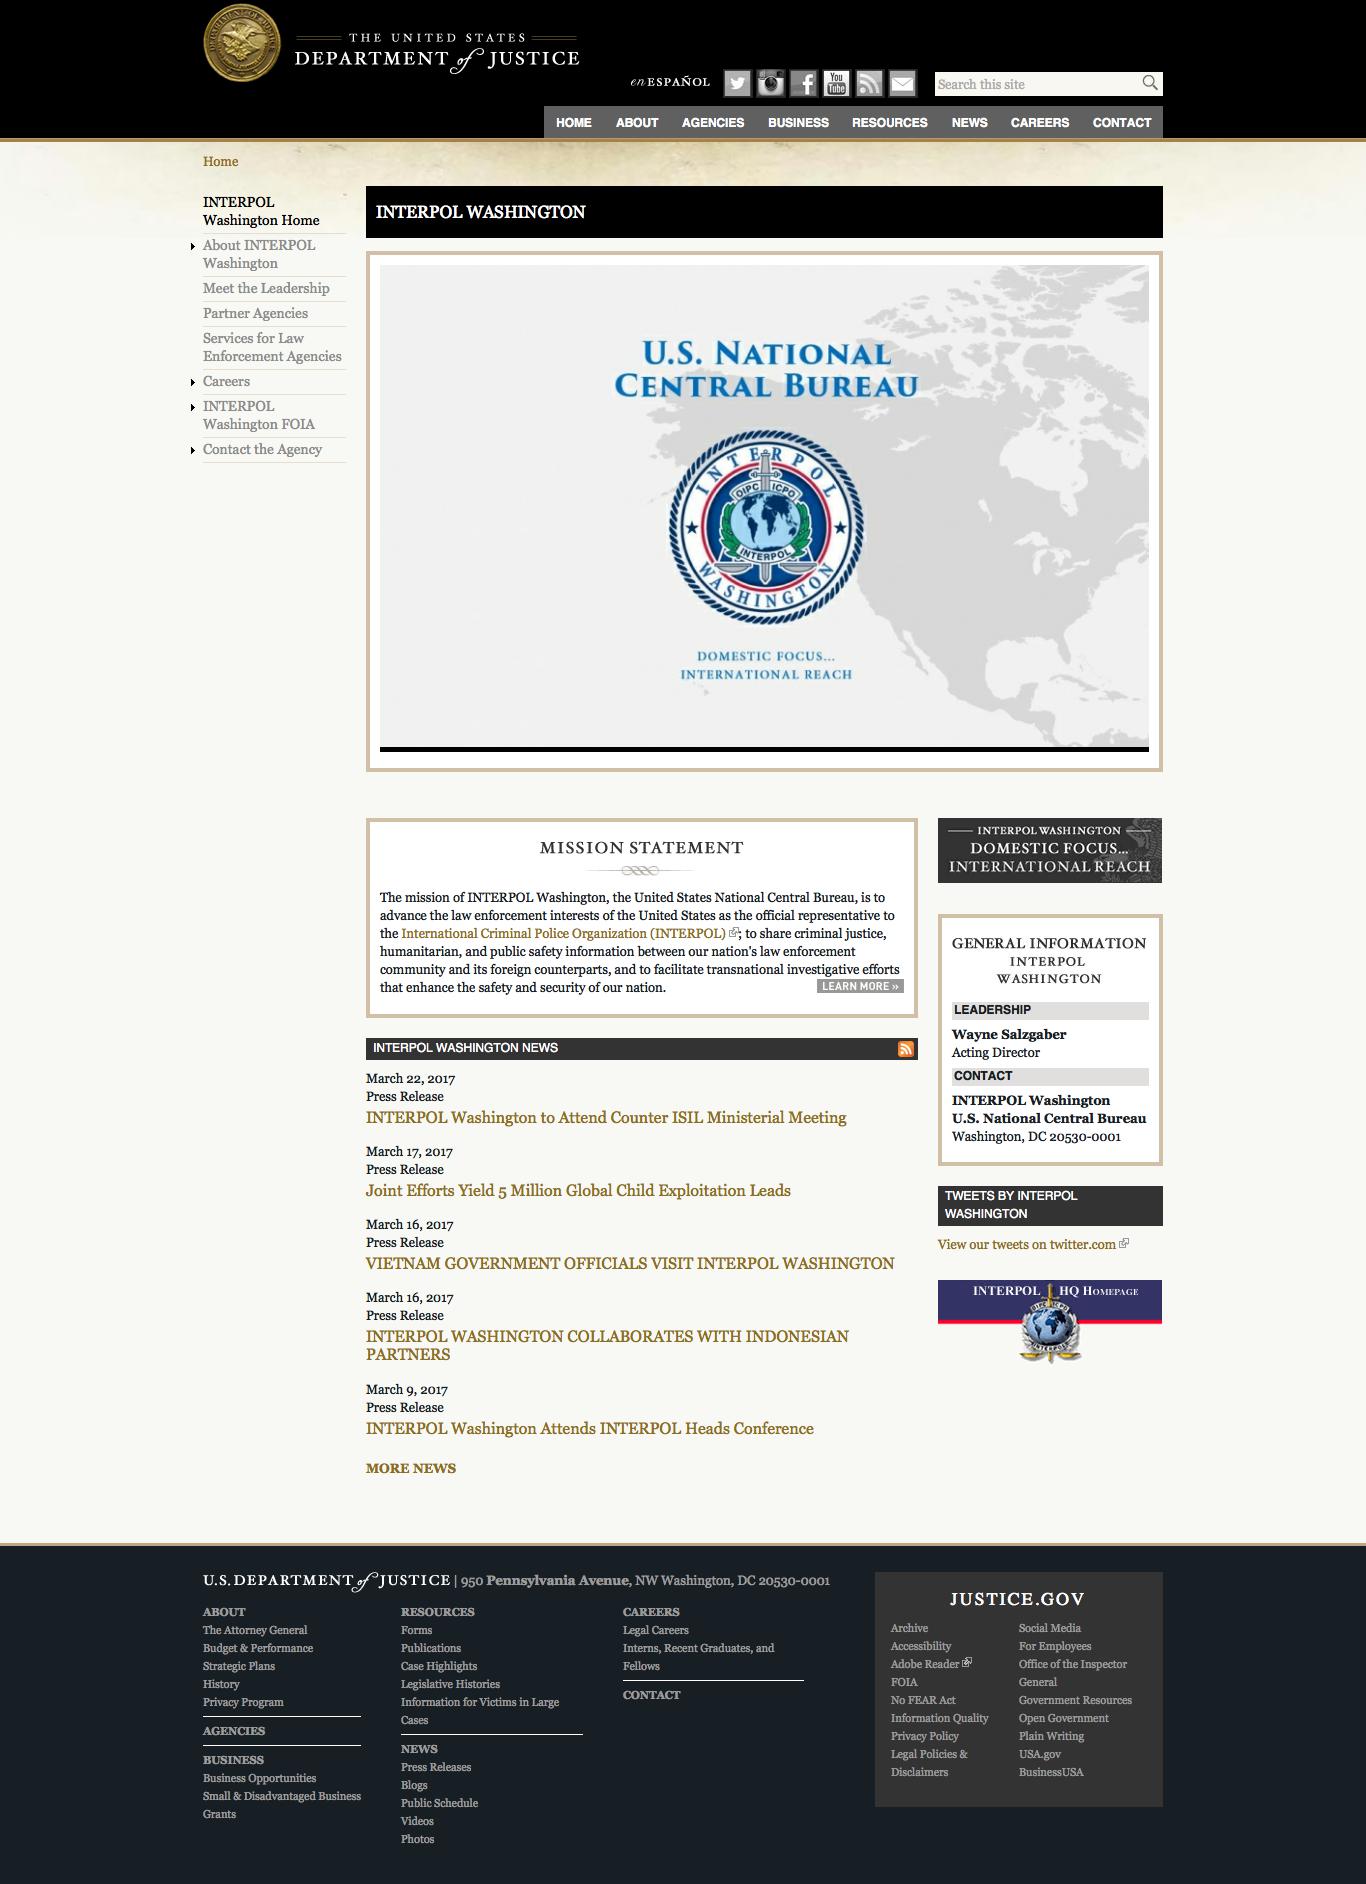 THE UNITED STATES
DEPARTMENT of JUSTICE
en ESPAÑOL
You Tube
Search this site
HOME ABOUT AGENCIES BUSINESS RESOURCES NEWS CAREERS CONTACT
Home
INTERPOL
Washington Home
About INTERPOL
Washington
Meet the Leadership
Partner Agencies
Services for Law
Enforcement Agencies
Careers
INTERPOL
Washington FOIA
Contact the Agency
INTERPOL WASHINGTON
U.S. NATIONAL
CENTRAL BUREAU
INTERPOL
OIPC ICPO
INTERPOL
WASHINGTON
DOMESTIC FOCUS...
INTERNATIONAL REACH
MISSION STATEMENT
The mission of INTERPOL Washington, the United States National Central Bureau, is to
advance the law enforcement interests of the United States as the official representative to
the International Criminal Police Organization (INTERPOL) ; to share criminal justice,
humanitarian, and public safety information between our nation's law enforcement
community and its foreign counterparts, and to facilitate transnational investigative efforts
that enhance the safety and security of our nation.
LEARN MORE »
INTERPOL WASHINGTON NEWS
March 22, 2017
Press Release
INTERPOL Washington to Attend Counter ISIL Ministerial Meeting
March 17, 2017
Press Release
Joint Efforts Yield 5 Million Global Child Exploitation Leads
March 16, 2017
Press Release
VIETNAM GOVERNMENT OFFICIALS VISIT INTERPOL WASHINGTON
March 16, 2017
Press Release
INTERPOL WASHINGTON COLLABORATES WITH INDONESIAN
PARTNERS
March 9, 2017
Press Release
INTERPOL Washington Attends INTERPOL Heads Conference
MORE NEWS
INTERPOL WASHINGTON
DOMESTIC FOCUS...
INTERNATIONAL REACH
GENERAL INFORMATION
INTERPOL
WASHINGTON
LEADERSHIP
Wayne Salzgaber
Acting Director
CONTACT
INTERPOL Washington
U.S. National Central Bureau
Washington, DC 20530-0001
TWEETS BY INTERPOL
WASHINGTON
View our tweets on twitter.com
INTERPOL HQ HOMEPAGE
OIPC ICPO
INTERPOL
U.S. DEPARTMENT of JUSTICE | 950 Pennsylvania Avenue, NW Washington, DC 20530-0001
ABOUT
The Attorney General
Budget & Performance
Strategic Plans
History
Privacy Program
AGENCIES
BUSINESS
Business Opportunities
Small & Disadvantaged Business
Grants
RESOURCES
Forms
Publications
Case Highlights
Legislative Histories
Information for Victims in Large
Cases
NEWS
Press Releases
Blogs
Public Schedule
Videos
Photos
CAREERS
Legal Careers
Interns, Recent Graduates, and
Fellows
CONTACT
JUSTICE.GOV
Archive
Accessibility
Adobe Reader
FOIA
No FEAR Act
Information Quality
Privacy Policy
Legal Policies &
Disclaimers
Social Media
For Employees
Office of the Inspector
General
Government Resources
Open Government
Plain Writing
USA.gov
BusinessUSA